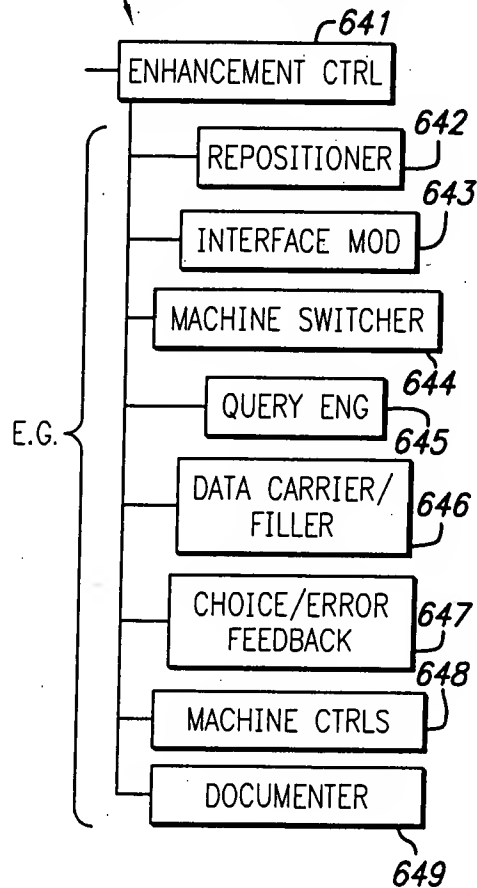 641
ENHANCEMENT CTRL
642
REPOSITIONER
643
INTERFACE MOD
MACHINE SWITCHER
644
E.G.
QUERY ENG
645
DATA CARRIER/
FILLER
646
CHOICE/ERROR
FEEDBACK
647
648
MACHINE CTRLS
DOCUMENTER
649